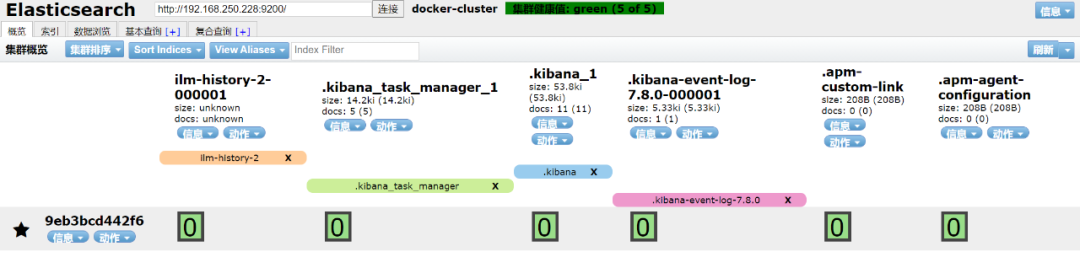 Elasticsearch http://192.168.250.228:9200/ 连接 docker-cluster 集群健康值: green (5 of 5) 信息
概览 索引 数据浏览 基本查询 [+] 复合查询 [+]
集群概览 集群排序 Sort Indices View Aliases Index Filter 刷新
ilm-history-2-
000001
size: unknown
docs: unknown
信息 动作
.kibana_task_manager_1
size: 14.2ki (14.2ki)
docs: 5 (5)
信息 动作
.kibana_1
size: 53.8ki
(53.8ki)
docs: 11 (11)
信息
动作
.kibana-event-log-
7.8.0-000001
size: 5.33ki (5.33ki)
docs: 1 (1)
信息 动作
.apm-
custom-link
size: 208B (208B)
docs: 0 (0)
信息
动作
.apm-agent-
configuration
size: 208B (208B)
docs: 0 (0)
信息 动作
ilm-history-2 X
.kibana_task_manager X
.kibana X
.kibana-event-log-7.8.0 X
★ 9eb3bcd442f6
信息 动作
0 0 0 0 0 0